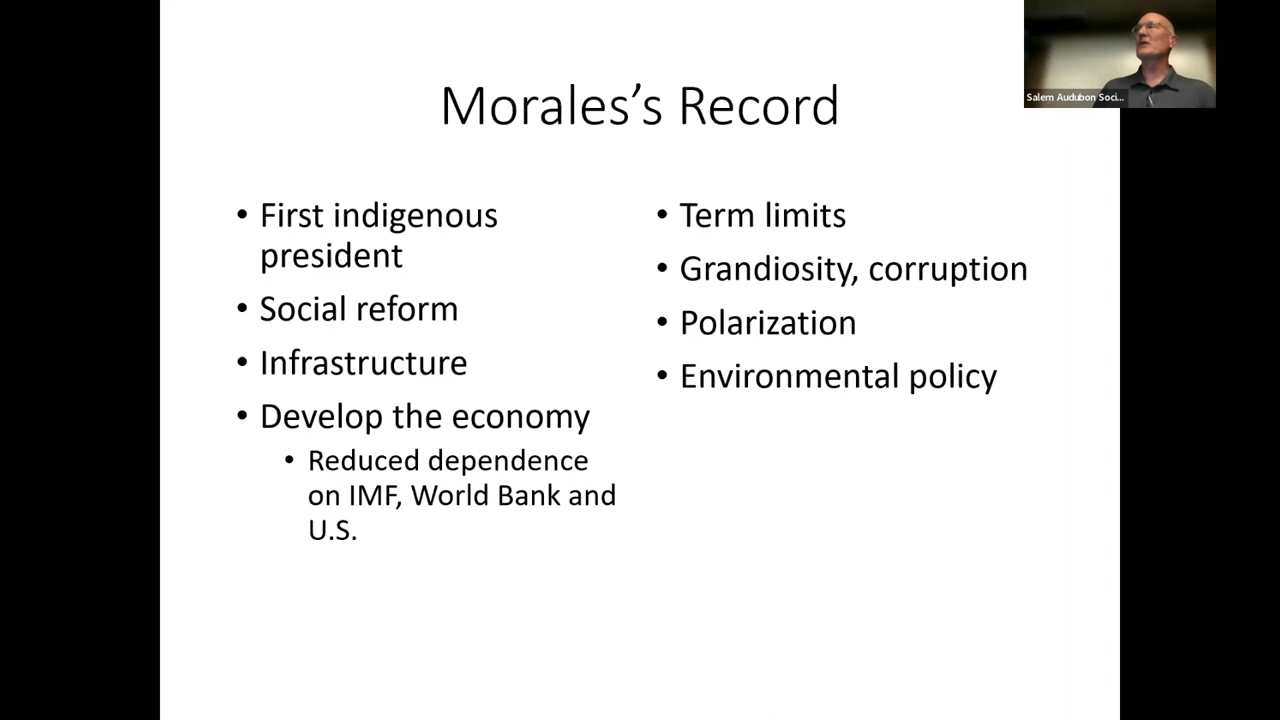 Morales's Record
• First indigenous
president
• Social reform
• Infrastructure
• Develop the economy
• Reduced dependence
on IMF, World Bank and
U.S.
• Term limits
• Grandiosity, corruption
• Polarization
• Environmental policy
Salem Audubon Soci...